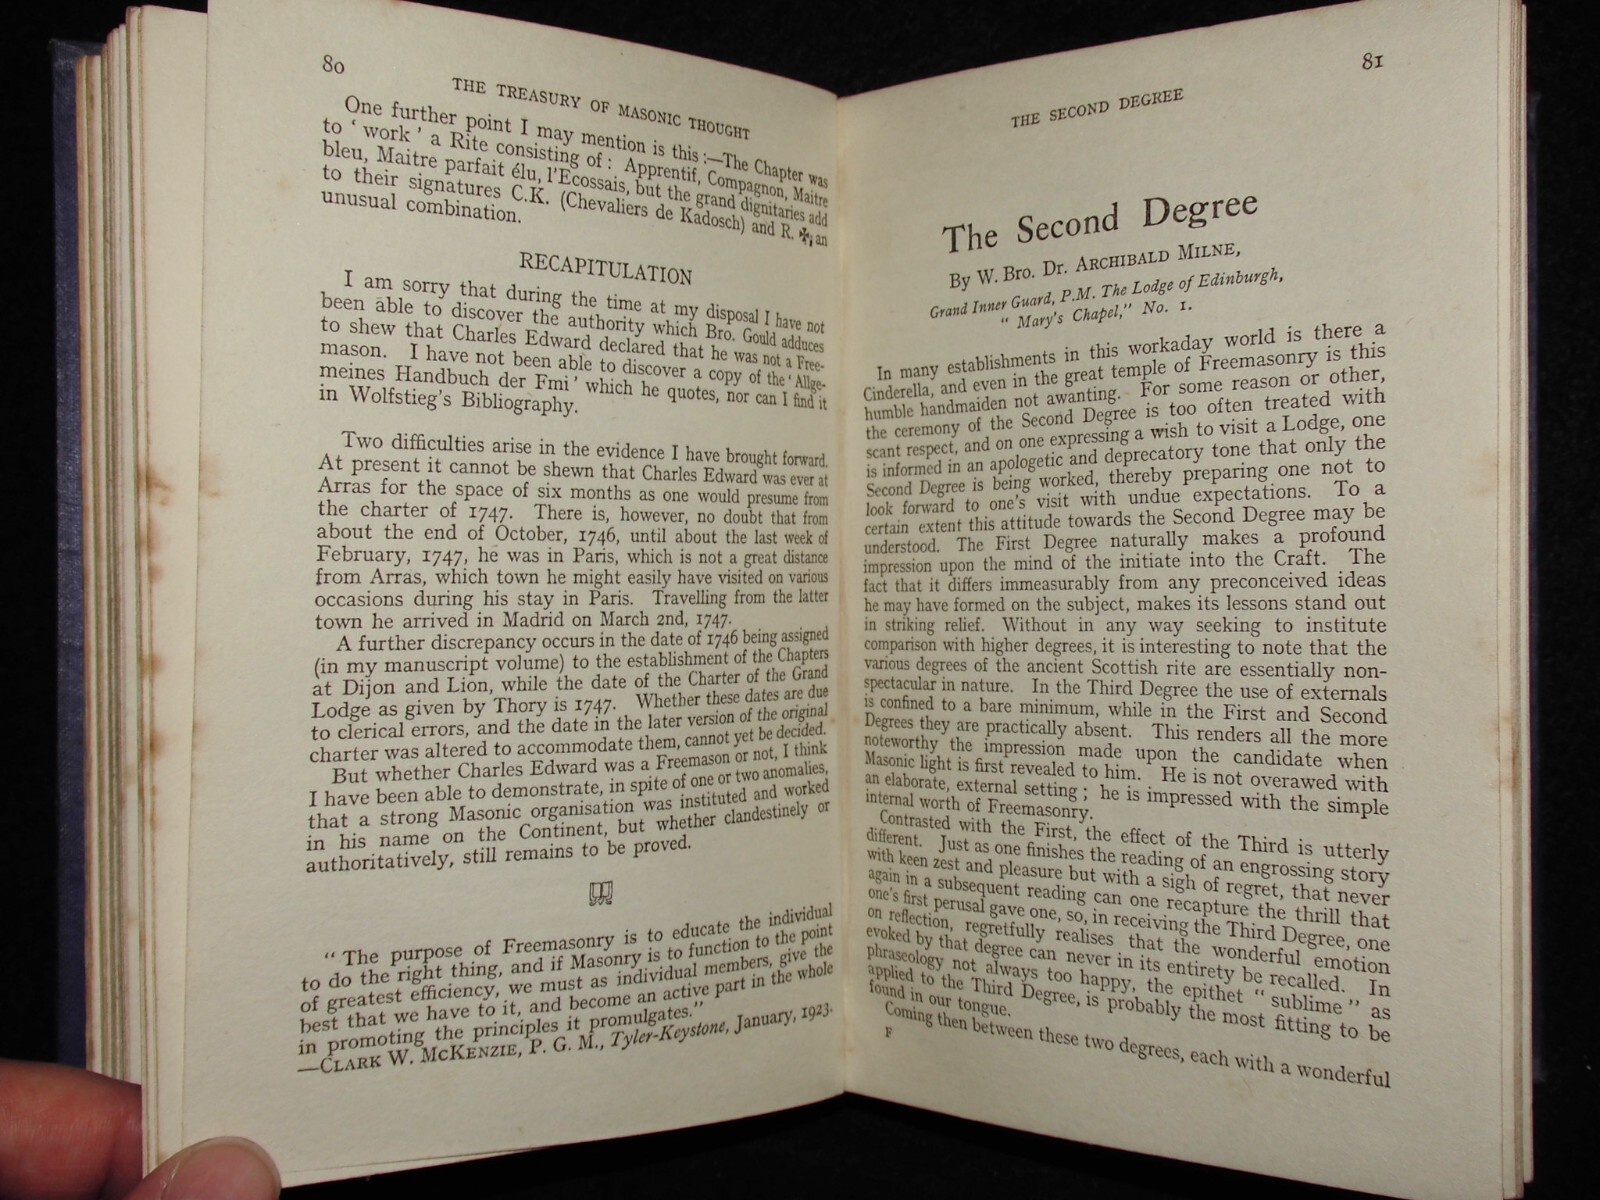 80
THE TREASURY OF MASONIC THOUGHT
One further point I may mention is this :—The Chapter was
to ‘ work ’ a Rite consisting of : Apprentif, Compagnon, Maitre
bleu, Maitre parfait élu, l’Ecossais, but the grand dignitaries add
to their signatures C.K. (Chevaliers de Kadosch) and R. ✠, an
unusual combination.
RECAPITULATION
I am sorry that during the time at my disposal I have not
been able to discover the authority which Bro. Gould adduces
to shew that Charles Edward declared that he was not a Free-
mason. I have not been able to discover a copy of the ‘ Allge-
meines Handbuch der Fmi ’ which he quotes, nor can I find it
in Wolfstieg’s Bibliography.
Two difficulties arise in the evidence I have brought forward.
At present it cannot be shewn that Charles Edward was ever at
Arras for the space of six months as one would presume from
the charter of 1747. There is, however, no doubt that from
about the end of October, 1746, until about the last week of
February, 1747, he was in Paris, which is not a great distance
from Arras, which town he might easily have visited on various
occasions during his stay in Paris. Travelling from the latter
town he arrived in Madrid on March 2nd, 1747.
A further discrepancy occurs in the date of 1746 being assigned
(in my manuscript volume) to the establishment of the Chapters
at Dijon and Lion, while the date of the Charter of the Grand
Lodge as given by Thory is 1747. Whether these dates are due
to clerical errors, and the date in the later version of the original
charter was altered to accommodate them, cannot yet be decided.
But whether Charles Edward was a Freemason or not, I think
I have been able to demonstrate, in spite of one or two anomalies,
that a strong Masonic organisation was instituted and worked
in his name on the Continent, but whether clandestinely or
authoritatively, still remains to be proved.
“ The purpose of Freemasonry is to educate the individual
to do the right thing, and if Masonry is to function to the point
of greatest efficiency, we must as individual members, give the
best that we have to it, and become an active part in the whole
in promoting the principles it promulgates.”
—CLARK W. MCKENZIE, P. G. M., Tyler-Keystone, January, 1923.
81
THE SECOND DEGREE
The Second Degree
By W. Bro. Dr. ARCHIBALD MILNE,
Grand Inner Guard, P.M. The Lodge of Edinburgh,
“ Mary’s Chapel,” No. 1.
In many establishments in this workaday world is there a
Cinderella, and even in the great temple of Freemasonry is this
humble handmaiden not awanting. For some reason or other,
the ceremony of the Second Degree is too often treated with
scant respect, and on one expressing a wish to visit a Lodge, one
is informed in an apologetic and deprecatory tone that only the
Second Degree is being worked, thereby preparing one not to
look forward to one’s visit with undue expectations. To a
certain extent this attitude towards the Second Degree may be
understood. The First Degree naturally makes a profound
impression upon the mind of the initiate into the Craft. The
fact that it differs immeasurably from any preconceived ideas
he may have formed on the subject, makes its lessons stand out
in striking relief. Without in any way seeking to institute
comparison with higher degrees, it is interesting to note that the
various degrees of the ancient Scottish rite are essentially non-
spectacular in nature. In the Third Degree the use of externals
is confined to a bare minimum, while in the First and Second
Degrees they are practically absent. This renders all the more
noteworthy the impression made upon the candidate when
Masonic light is first revealed to him. He is not overawed with
an elaborate, external setting ; he is impressed with the simple
internal worth of Freemasonry.
Contrasted with the First, the effect of the Third is utterly
different. Just as one finishes the reading of an engrossing story
with keen zest and pleasure but with a sigh of regret, that never
again in a subsequent reading can one recapture the thrill that
one’s first perusal gave one, so, in receiving the Third Degree, one
on reflection, regretfully realises that the wonderful emotion
evoked by that degree can never in its entirety be recalled. In
phraseology not always too happy, the epithet “ sublime ” as
applied to the Third Degree, is probably the most fitting to be
found in our tongue.
Coming then between these two degrees, each with a wonderful
F